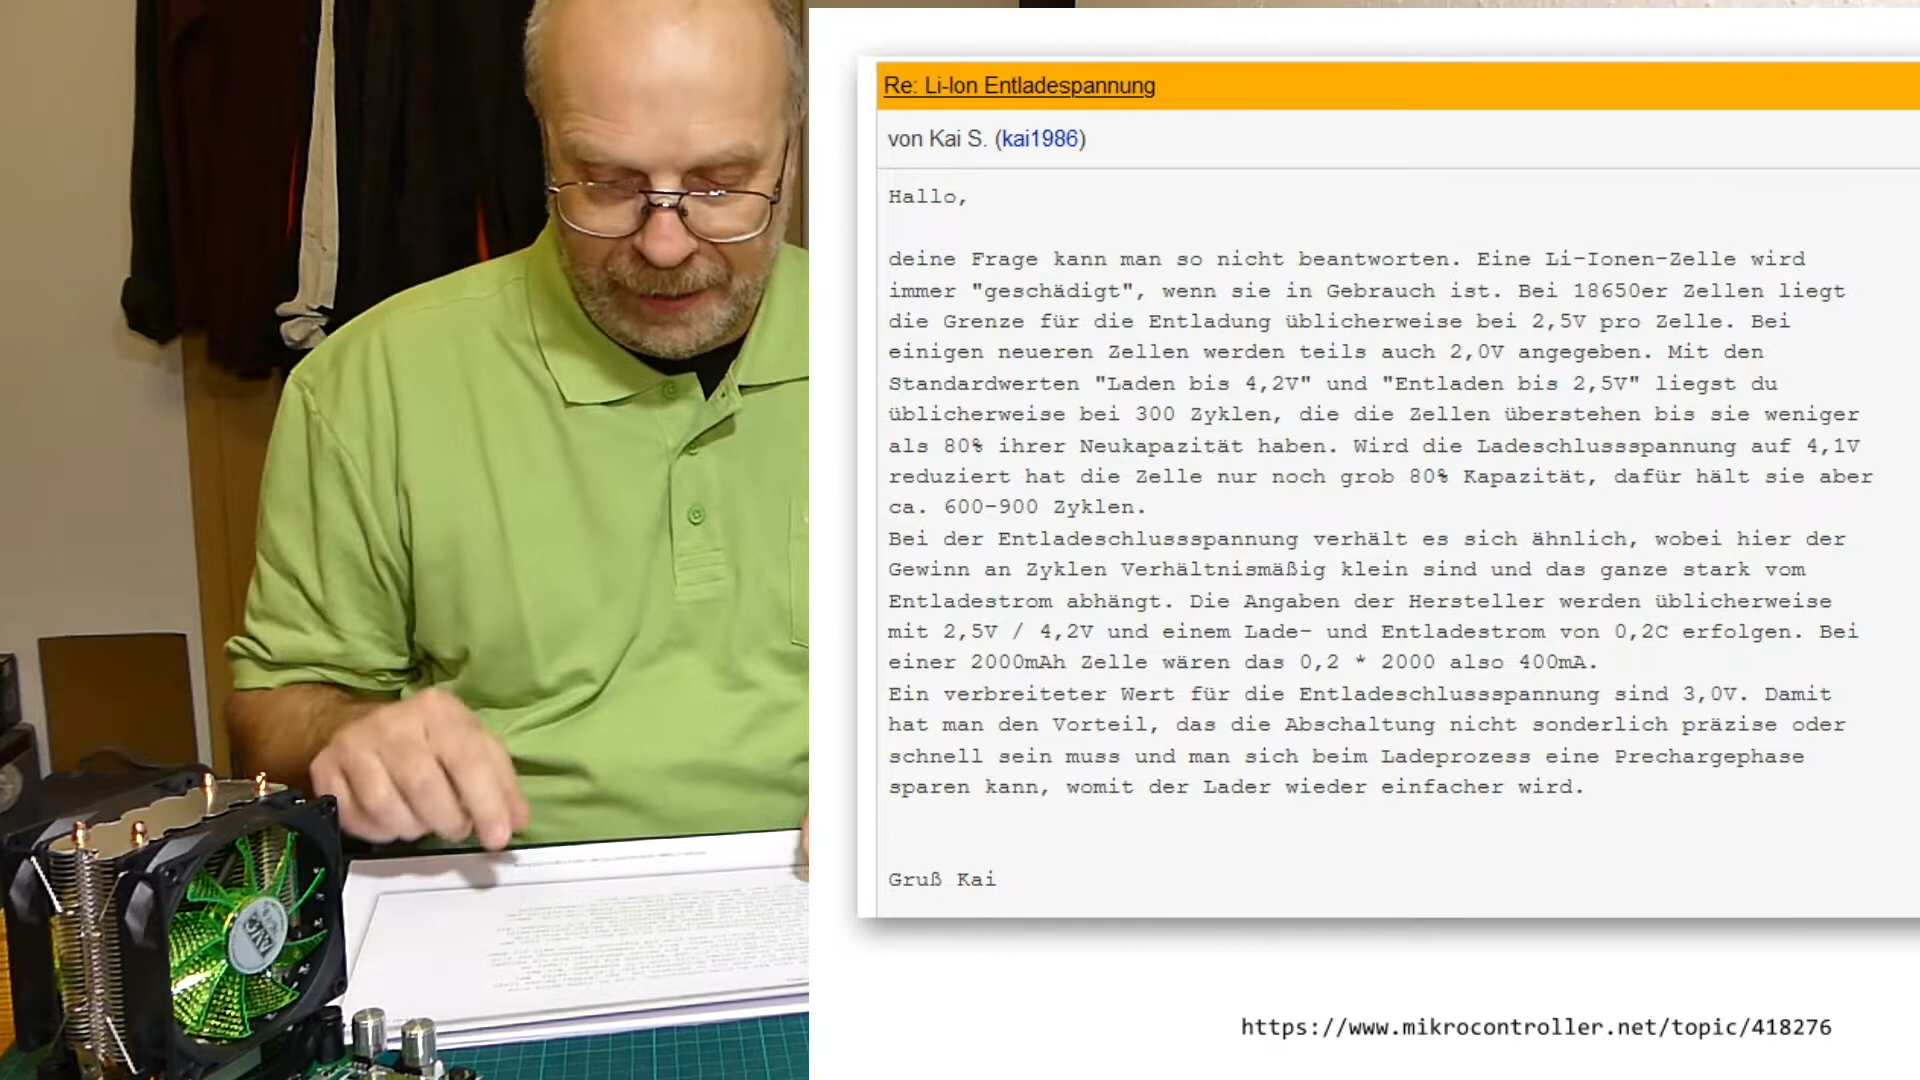 Re: Li-Ion Entladespannung
von Kai S. (kai1986)
Hallo,
deine Frage kann man so nicht beantworten. Eine Li-Ionen-Zelle wird
immer "geschädigt", wenn sie in Gebrauch ist. Bei 18650er Zellen liegt
die Grenze für die Entladung üblicherweise bei 2,5V pro Zelle. Bei
einigen neueren Zellen werden teils auch 2,0V angegeben. Mit den
Standardwerten "Laden bis 4,2V" und "Entladen bis 2,5V" liegst du
üblicherweise bei 300 Zyklen, die die Zellen überstehen bis sie weniger
als 80% ihrer Neukapazität haben. Wird die Ladeschlussspannung auf 4,1V
reduziert hat die Zelle nur noch grob 80% Kapazität, dafür hält sie aber
ca. 600-900 Zyklen.
Bei der Entladeschlussspannung verhält es sich ähnlich, wobei hier der
Gewinn an Zyklen Verhältnismäßig klein sind und das ganze stark vom
Entladestrom abhängt. Die Angaben der Hersteller werden üblicherweise
mit 2,5V / 4,2V und einem Lade- und Entladestrom von 0,2C erfolgen. Bei
einer 2000mAh Zelle wären das 0,2 * 2000 also 400mA.
Ein verbreiteter Wert für die Entladeschlussspannung sind 3,0V. Damit
hat man den Vorteil, das die Abschaltung nicht sonderlich präzise oder
schnell sein muss und man sich beim Ladeprozess eine Prechargephase
sparen kann, womit der Lader wieder einfacher wird.
Gruß Kai
https://www.mikrocontroller.net/topic/418276